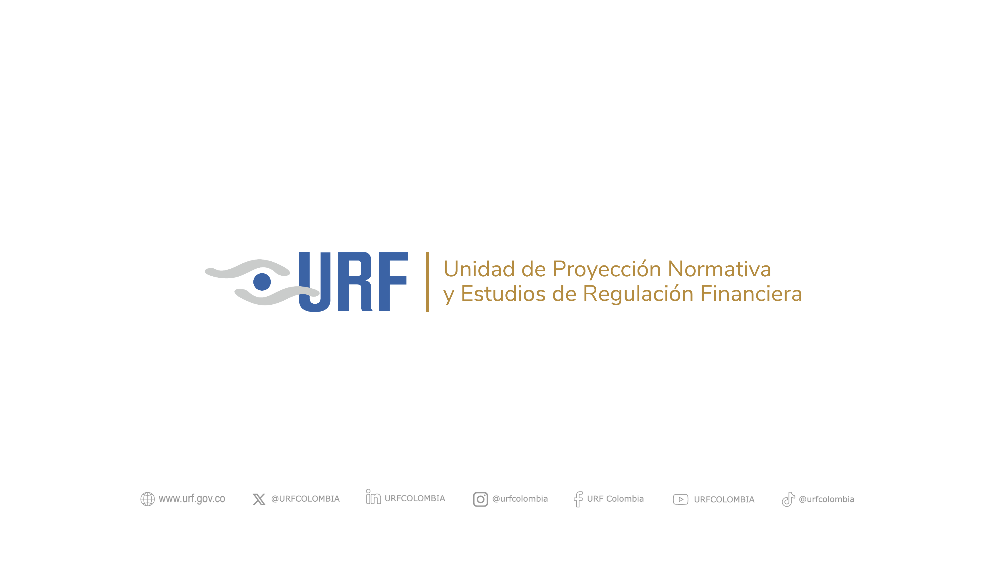 URF
Unidad de Proyección Normativa
y Estudios de Regulación Financiera
www.urf.gov.co
@URFCOLOMBIA
in URFCOLOMBIA
@urfcolombia
URF Colombia
URFCOLOMBIA
@urfcolombia